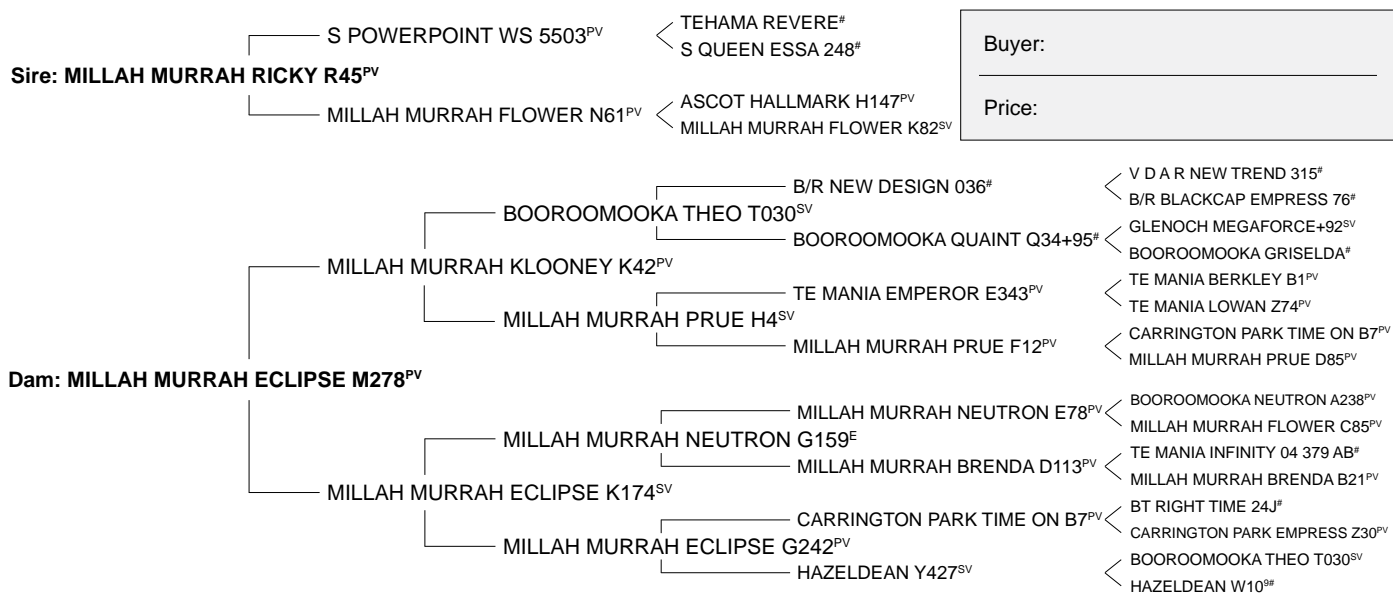 S POWERPOINT WS 5503PV
TEHAMA REVERE#
S QUEEN ESSA 248#
Sire: MILLAH MURRAH RICKY R45PV
MILLAH MURRAH FLOWER N61PV
ASCOT HALLMARK H147PV
MILLAH MURRAH FLOWER K82SV
Buyer:
Price:
B/R NEW DESIGN 036#
V D A R NEW TREND 315#
B/R BLACKCAP EMPRESS 76#
BOOROOMOOKA THEO T030SV
BOOROOMOOKA QUAINT Q34+95#
GLENOCH MEGAFORCE+92SV
BOOROOMOOKA GRISELDA#
MILLAH MURRAH KLOONEY K42PV
TE MANIA EMPEROR E343PV
TE MANIA BERKLEY B1PV
TE MANIA LOWAN Z74PV
MILLAH MURRAH PRUE H4SV
MILLAH MURRAH PRUE F12PV
CARRINGTON PARK TIME ON B7PV
MILLAH MURRAH PRUE D85PV
Dam: MILLAH MURRAH ECLIPSE M278PV
MILLAH MURRAH NEUTRON E78PV
BOOROOMOOKA NEUTRON A238PV
MILLAH MURRAH FLOWER C85PV
MILLAH MURRAH NEUTRON G159E
MILLAH MURRAH BRENDA D113PV
TE MANIA INFINITY 04 379 AB#
MILLAH MURRAH BRENDA B21PV
MILLAH MURRAH ECLIPSE K174SV
CARRINGTON PARK TIME ON B7PV
BT RIGHT TIME 24J#
CARRINGTON PARK EMPRESS Z30PV
MILLAH MURRAH ECLIPSE G242PV
HAZELDEAN Y427SV
BOOROOMOOKA THEO T030SV
HAZELDEAN W109#